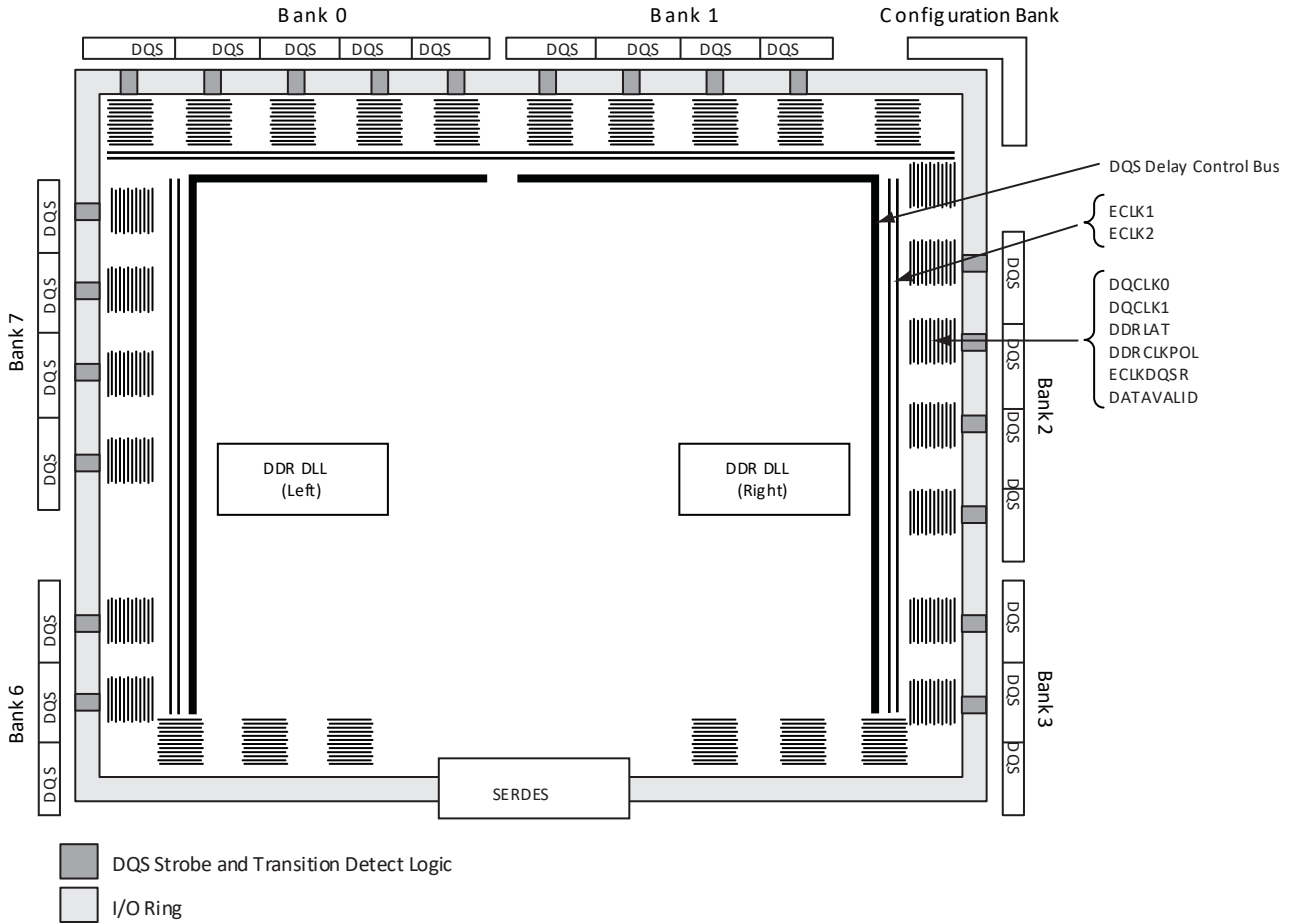 Bank 0
Bank 1
Configuration Bank
DQS DQS DQS DQS DQS
DQS DQS DQS DQS
DQS Delay Control Bus
ECLK1
ECLK2
DQCLK0
DQCLK1
DDRLAT
DDRCLKPOL
ECLKDQSR
DATAVALID
Bank 7
DQS
DQS
DQS
DQS
Bank 6
DQS
DQS
DQS
DDR DLL
(Left)
DDR DLL
(Right)
DQS
DQS
DQS
DQS
Bank 2
DQS
DQS
DQS
Bank 3
SERDES
DQS Strobe and Transition Detect Logic
I/O Ring